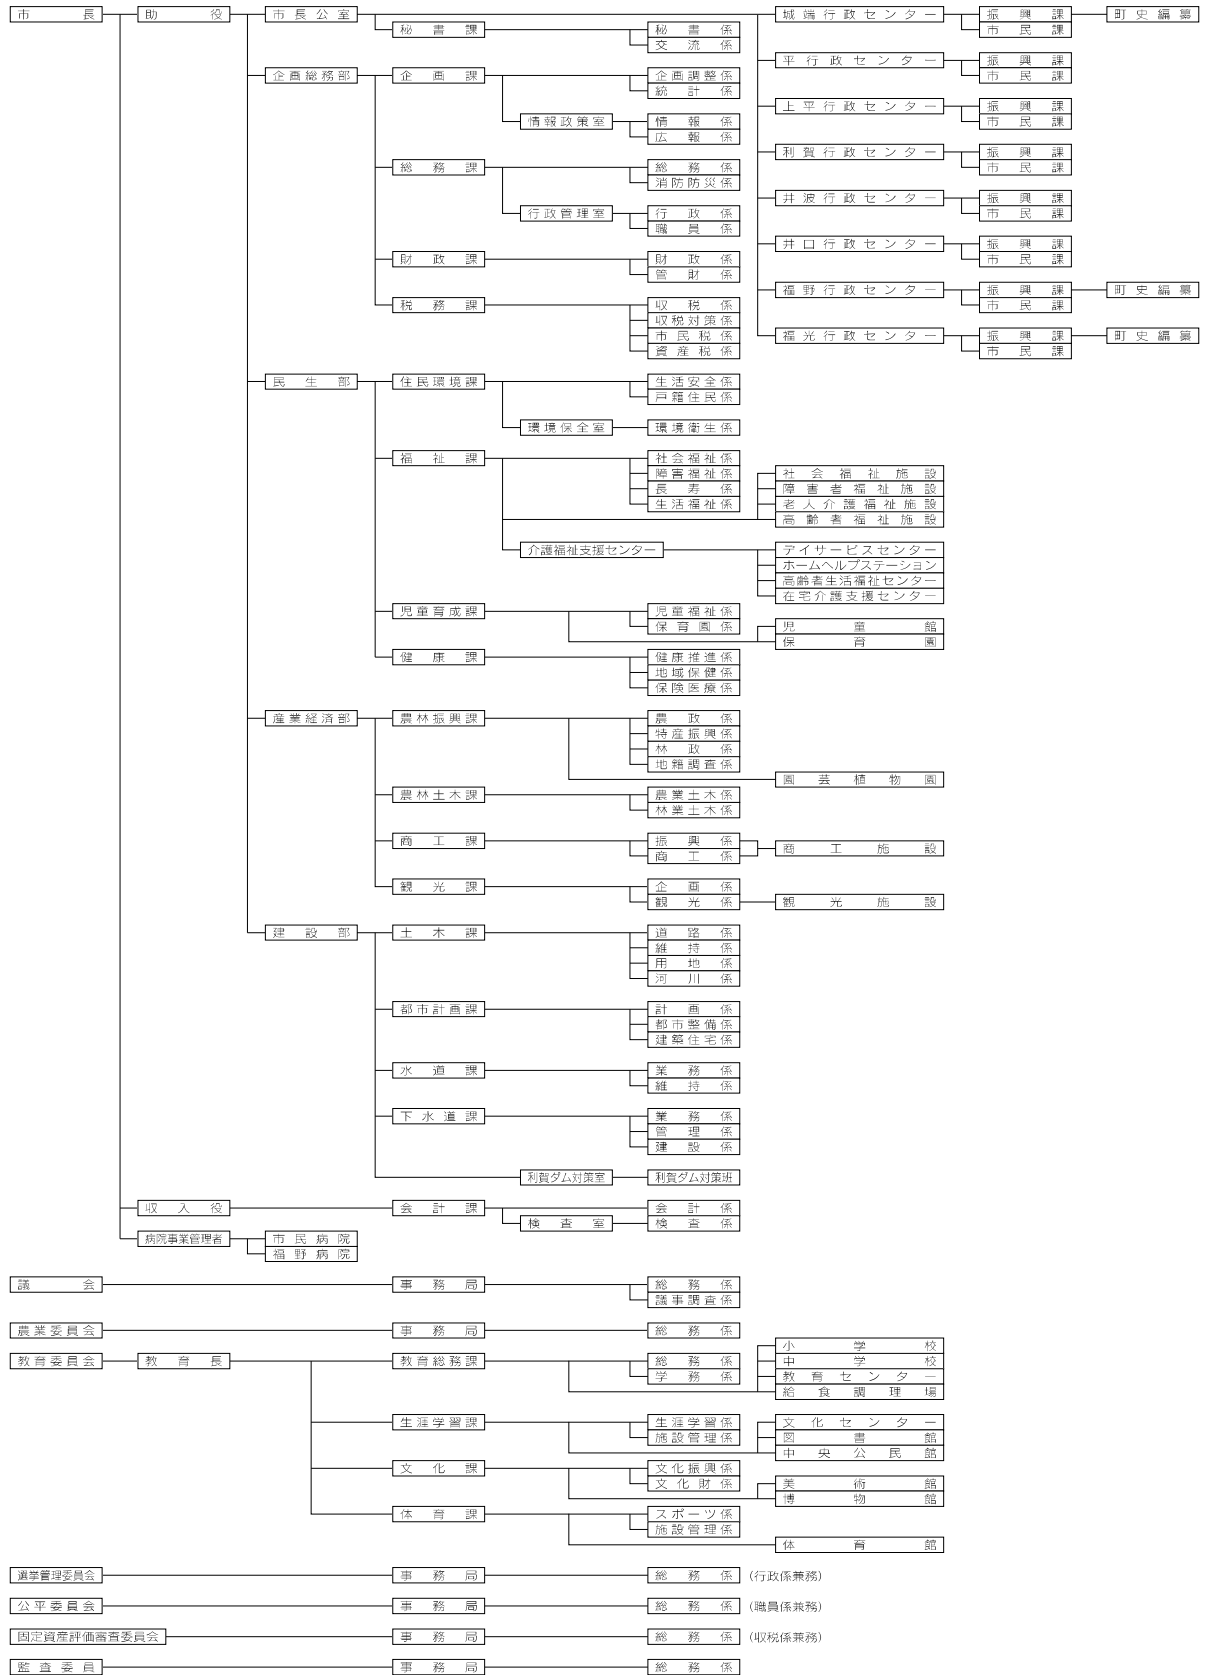 市長 助役 市長公室 城端行政センター 振興課 町史編纂
秘書課 秘書係 市民課
交流係
平行政センター 振興課
企画総務部 企画課 企画調整係 市民課
統計係
上平行政センター 振興課
情報政策室 情報係 市民課
広報係
利賀行政センター 振興課
総務課 総務係 市民課
消防防災係
井波行政センター 振興課
行政管理室 行政係 市民課
職員係
井口行政センター 振興課
財政課 財政係 市民課
管財係
福野行政センター 振興課 町史編纂
税務課 収税係 市民課
収税対策係
市民税係 福光行政センター 振興課 町史編纂
資産税係 市民課
民生部 住民環境課 生活安全係
戸籍住民係
環境保全室 環境衛生係
福祉課 社会福祉係
障害福祉係 社会福祉施設
長寿係 障害者福祉施設
生活福祉係 老人介護福祉施設
高齢者福祉施設
介護福祉支援センター デイサービスセンター
ホームヘルプステーション
高齢者生活福祉センター
在宅介護支援センター
児童育成課 児童福祉係
保育園係 児童館
保育園
健康課 健康推進係
地域保健係
保険医療係
産業経済部 農林振興課 農政係
特産振興係
林政係
地籍調査係
園芸植物園
農林土木課 農業土木係
林業土木係
商工課 振興係
商工係 商工施設
観光課 企画係
観光係 観光施設
建設部 土木課 道路係
維持係
用地係
河川係
都市計画課 計画係
都市整備係
建築住宅係
水道課 業務係
維持係
下水道課 業務係
管理係
建設係
利賀ダム対策室 利賀ダム対策班
収入役 会計課 会計係
検査室 検査係
病院事業管理者 市民病院
福野病院
議会 事務局 総務係
議事調査係
農業委員会 事務局 総務係
小学校
教育委員会 教育長 教育総務課 総務係 中学校
学務係 教育センター
給食調理場
生涯学習課 生涯学習係 文化センター
施設管理係 図書館
中央公民館
文化課 文化振興係
文化財係 美術館
博物館
体育課 スポーツ係
施設管理係
体育館
選挙管理委員会 事務局 総務係 (行政係兼務)
公平委員会 事務局 総務係 (職員係兼務)
固定資産評価審査委員会 事務局 総務係 (収税係兼務)
監査委員 事務局 総務係